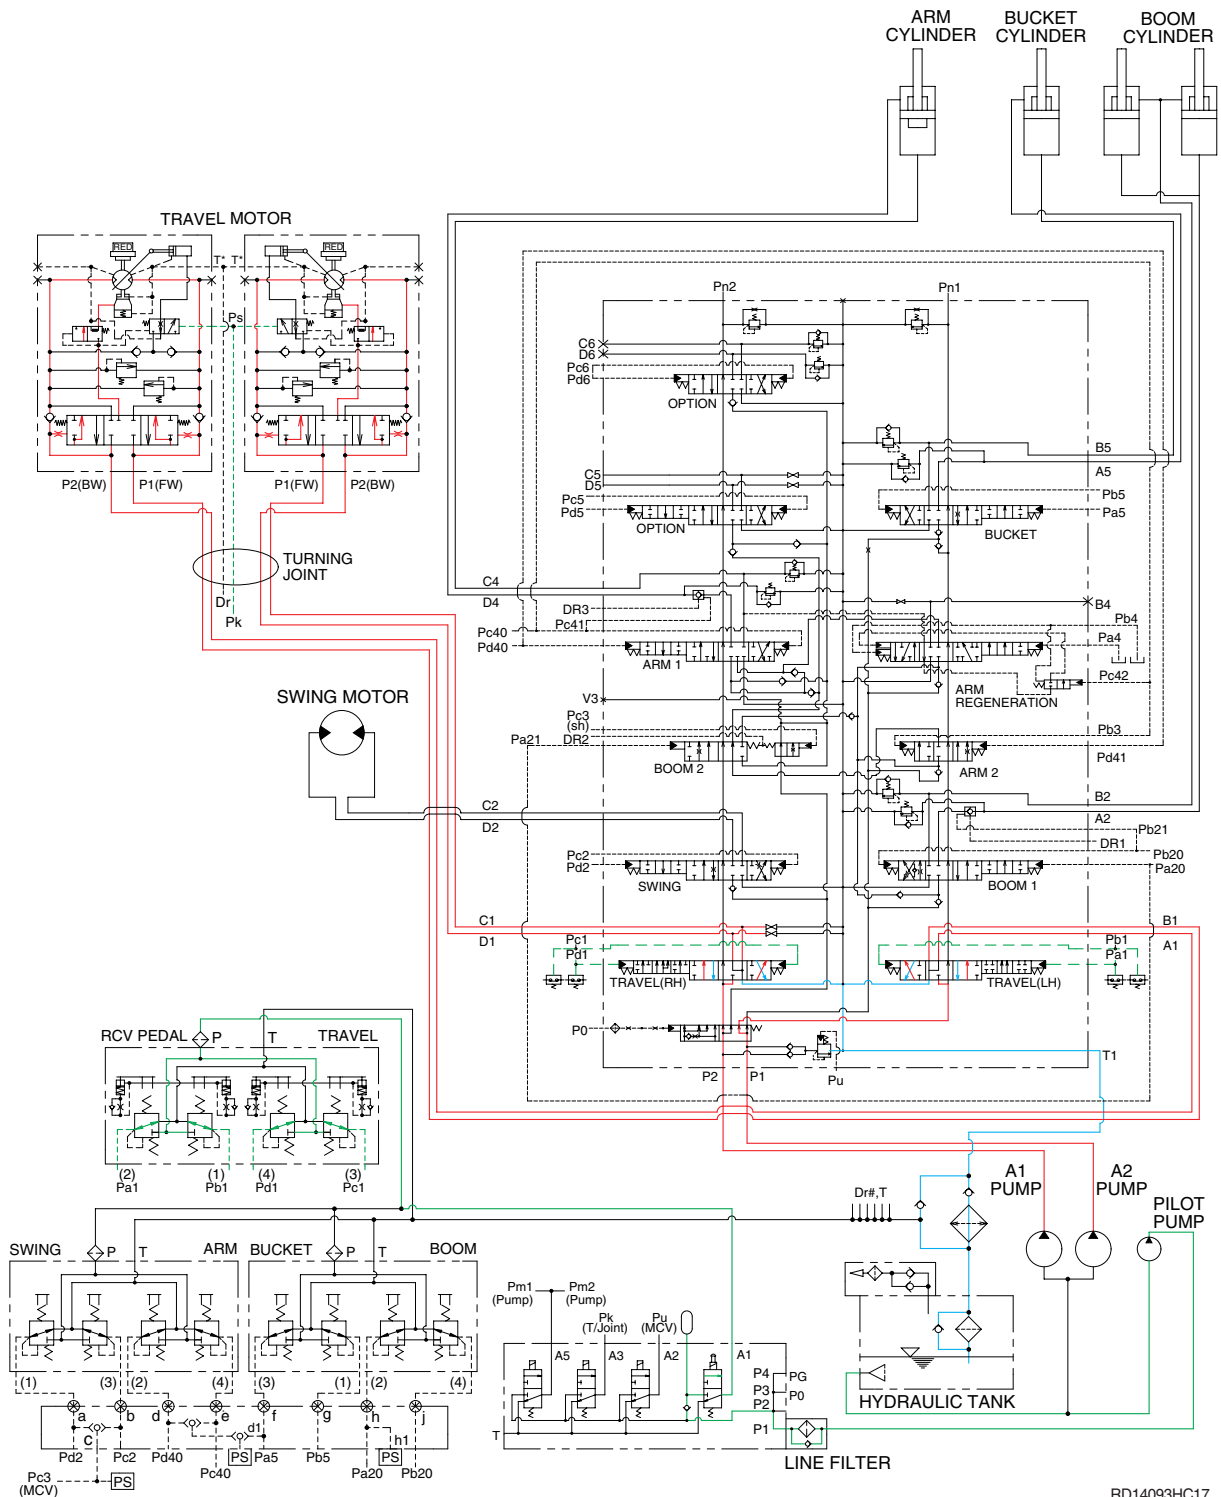 ARM CYLINDER
BUCKET CYLINDER
BOOM CYLINDER
TRAVEL MOTOR
RED
RED
T* T*
Ps
P2(BW) P1(FW) P1(FW) P2(BW)
TURNING JOINT
Dr
Pk
SWING MOTOR
Pn2
Pn1
C6
D6
Pc6
Pd6
OPTION
C5
D5
Pc5
Pd5
OPTION
B5
A5
Pb5
Pa5
BUCKET
C4
D4
DR3
Pc41
Pc40
Pd40
ARM 1
B4
Pb4
Pa4
Pc42
ARM REGENERATION
V3
Pc3
(sh)
Pa21 DR2
BOOM 2
Pb3
Pd41
ARM 2
C2
D2
B2
A2
Pb21
DR1
Pc2
Pd2
SWING
Pb20
Pa20
BOOM 1
C1
D1
B1
A1
Pc1
Pd1
TRAVEL(RH)
Pb1
Pa1
TRAVEL(LH)
P0
P2 P1
Pu
T1
RCV PEDAL P T TRAVEL
(2) (1) (4) (3)
Pa1 Pb1 Pd1 Pc1
SWING P T ARM
BUCKET P T BOOM
(1) (3) (2) (4) (3) (1) (2) (4)
a b d e f g h j
c d1 h1
PS PS
Pd2 Pc2 Pd40 Pc40 Pa5 Pb5 Pa20 Pb20
Pc3
(MCV)
PS
Dr#,T
A1 PUMP
A2 PUMP
PILOT PUMP
HYDRAULIC TANK
Pm1
(Pump)
Pm2
(Pump)
Pk
(T/Joint)
Pu
(MCV)
A5 A3 A2 A1
P4
PG
P3
P0
P2
P1
T
LINE FILTER
RD14093HC17